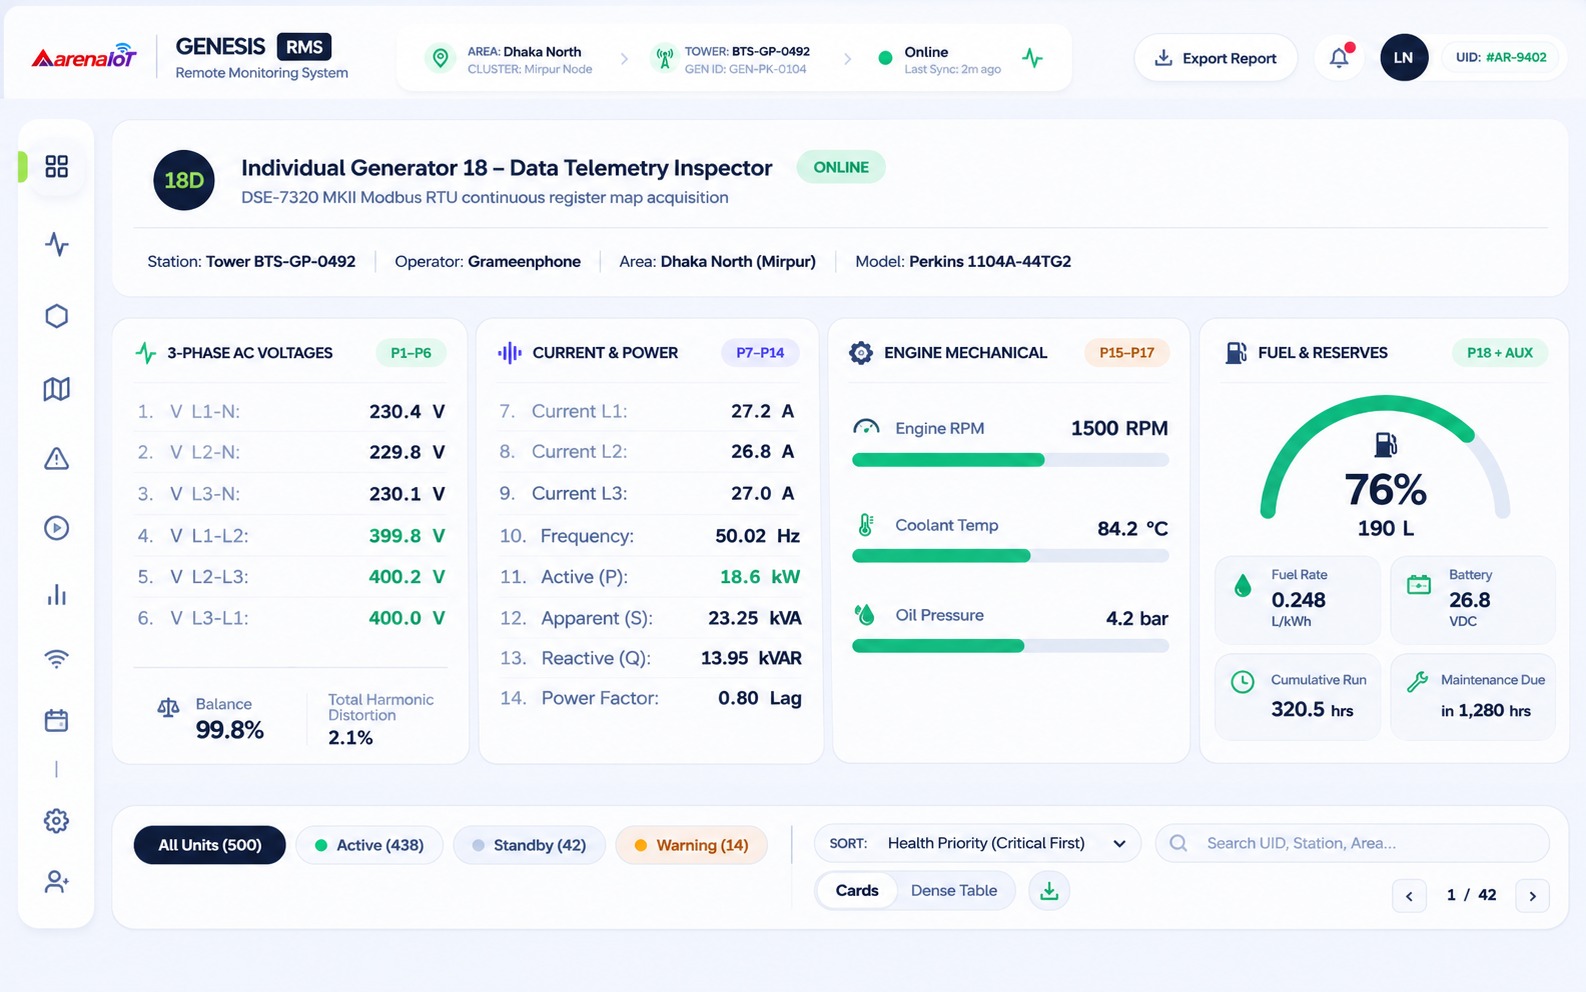 arenaIoT
GENESIS RMS
Remote Monitoring System
AREA: Dhaka North
CLUSTER: Mirpur Node
TOWER: BTS-GP-0492
GEN ID: GEN-PK-0104
Online
Last Sync: 2m ago
Export Report
LN
UID: #AR-9402
18D
Individual Generator 18 – Data Telemetry Inspector
ONLINE
DSE-7320 MKII Modbus RTU continuous register map acquisition
Station: Tower BTS-GP-0492
Operator: Grameenphone
Area: Dhaka North (Mirpur)
Model: Perkins 1104A-44TG2
3-PHASE AC VOLTAGES P1–P6
1. V L1-N: 230.4 V
2. V L2-N: 229.8 V
3. V L3-N: 230.1 V
4. V L1-L2: 399.8 V
5. V L2-L3: 400.2 V
6. V L3-L1: 400.0 V
Balance
99.8%
Total Harmonic
Distortion
2.1%
CURRENT & POWER P7–P14
7. Current L1: 27.2 A
8. Current L2: 26.8 A
9. Current L3: 27.0 A
10. Frequency: 50.02 Hz
11. Active (P): 18.6 kW
12. Apparent (S): 23.25 kVA
13. Reactive (Q): 13.95 kVAR
14. Power Factor: 0.80 Lag
ENGINE MECHANICAL P15–P17
Engine RPM 1500 RPM
Coolant Temp 84.2 °C
Oil Pressure 4.2 bar
FUEL & RESERVES P18 + AUX
76%
190 L
Fuel Rate
0.248
L/kWh
Battery
26.8
VDC
Cumulative Run
320.5 hrs
Maintenance Due
in 1,280 hrs
All Units (500)
Active (438)
Standby (42)
Warning (14)
SORT: Health Priority (Critical First)
Search UID, Station, Area...
Cards
Dense Table
1 / 42